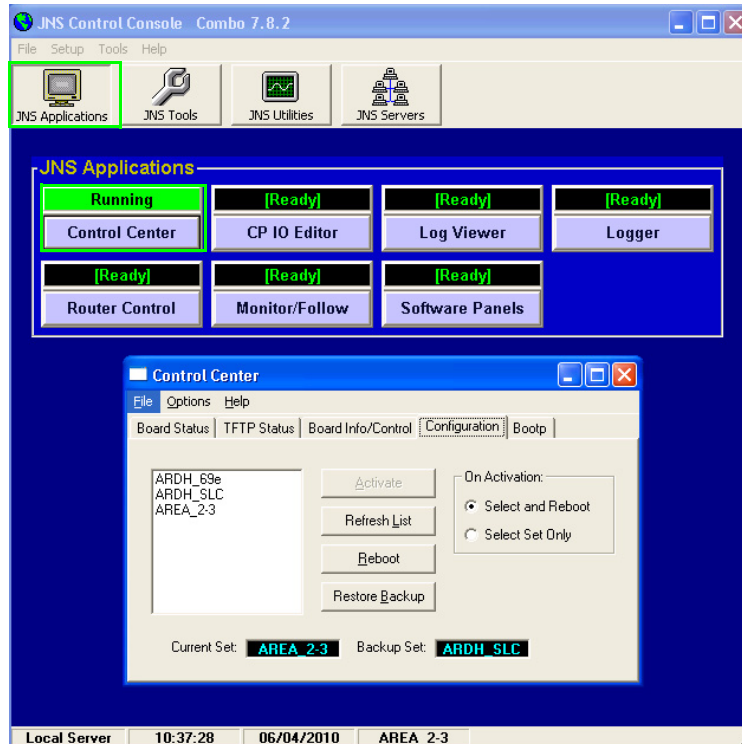 JNS Control Console Combo 7.8.2
File Setup Tools Help
JNS Applications JNS Tools JNS Utilities JNS Servers
JNS Applications
Running [Ready] [Ready] [Ready]
Control Center CP IO Editor Log Viewer Logger
[Ready] [Ready] [Ready]
Router Control Monitor/Follow Software Panels
Control Center
File Options Help
Board Status TFTP Status Board Info/Control Configuration Bootp
ARDH_69e
ARDH_SLC
AREA_2-3
Activate
Refresh List
Reboot
Restore Backup
On Activation:
Select and Reboot
Select Set Only
Current Set: AREA_2-3 Backup Set: ARDH_SLC
Local Server 10:37:28 06/04/2010 AREA_2-3